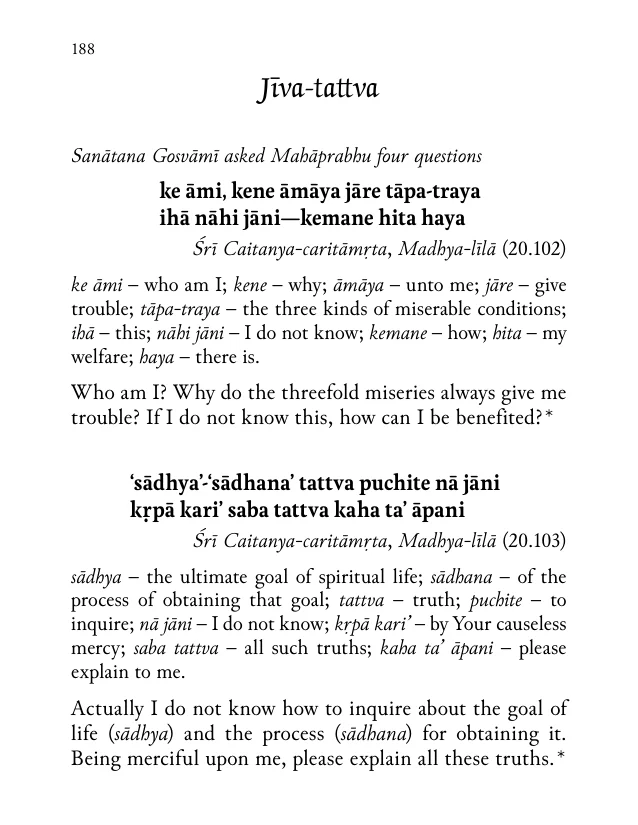 188
Jīva-tattva
Sanātana Gosvāmī asked Mahāprabhu four questions
ke āmi, kene āmāya jāre tāpa-traya
ihā nāhi jāni—kemane hita haya
Śrī Caitanya-caritāmṛta, Madhya-līlā (20.102)
ke āmi – who am I; kene – why; āmāya – unto me; jāre – give
trouble; tāpa-traya – the three kinds of miserable conditions;
ihā – this; nāhi jāni – I do not know; kemane – how; hita – my
welfare; haya – there is.
Who am I? Why do the threefold miseries always give me
trouble? If I do not know this, how can I be benefited?*
‘sādhya’-‘sādhana’ tattva puchite nā jāni
kṛpā kari’ saba tattva kaha ta’ āpani
Śrī Caitanya-caritāmṛta, Madhya-līlā (20.103)
sādhya – the ultimate goal of spiritual life; sādhana – of the
process of obtaining that goal; tattva – truth; puchite – to
inquire; nā jāni – I do not know; kṛpā kari’ – by Your causeless
mercy; saba tattva – all such truths; kaha ta’ āpani – please
explain to me.
Actually I do not know how to inquire about the goal of
life (sādhya) and the process (sādhana) for obtaining it.
Being merciful upon me, please explain all these truths.*